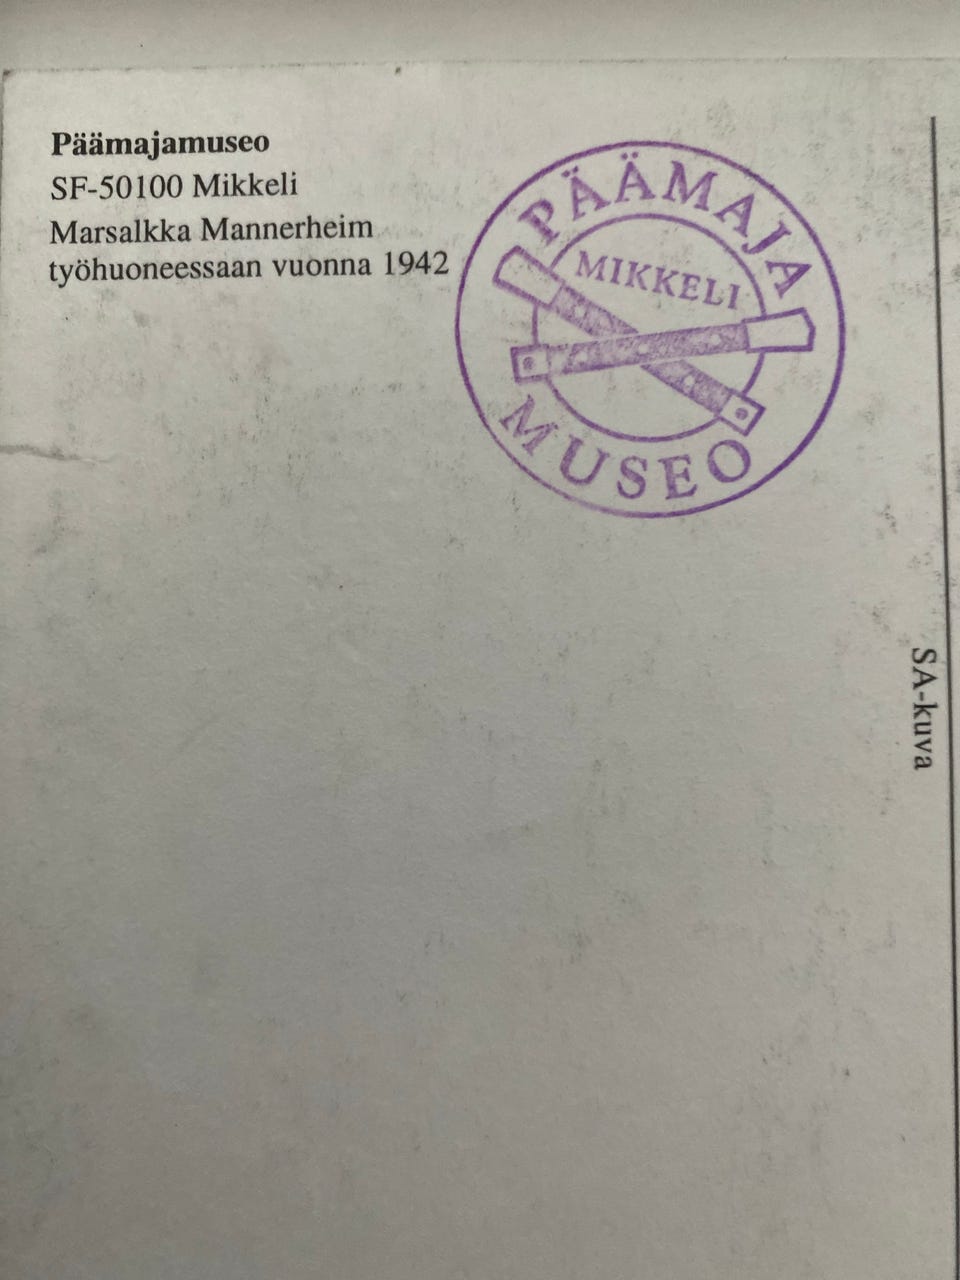 Päämajamuseo
SF-50100 Mikkeli
Marsalkka Mannerheim
työhuoneessaan vuonna 1942
PÄÄMAJA
MIKKELI
MUSEO
SA-kuva